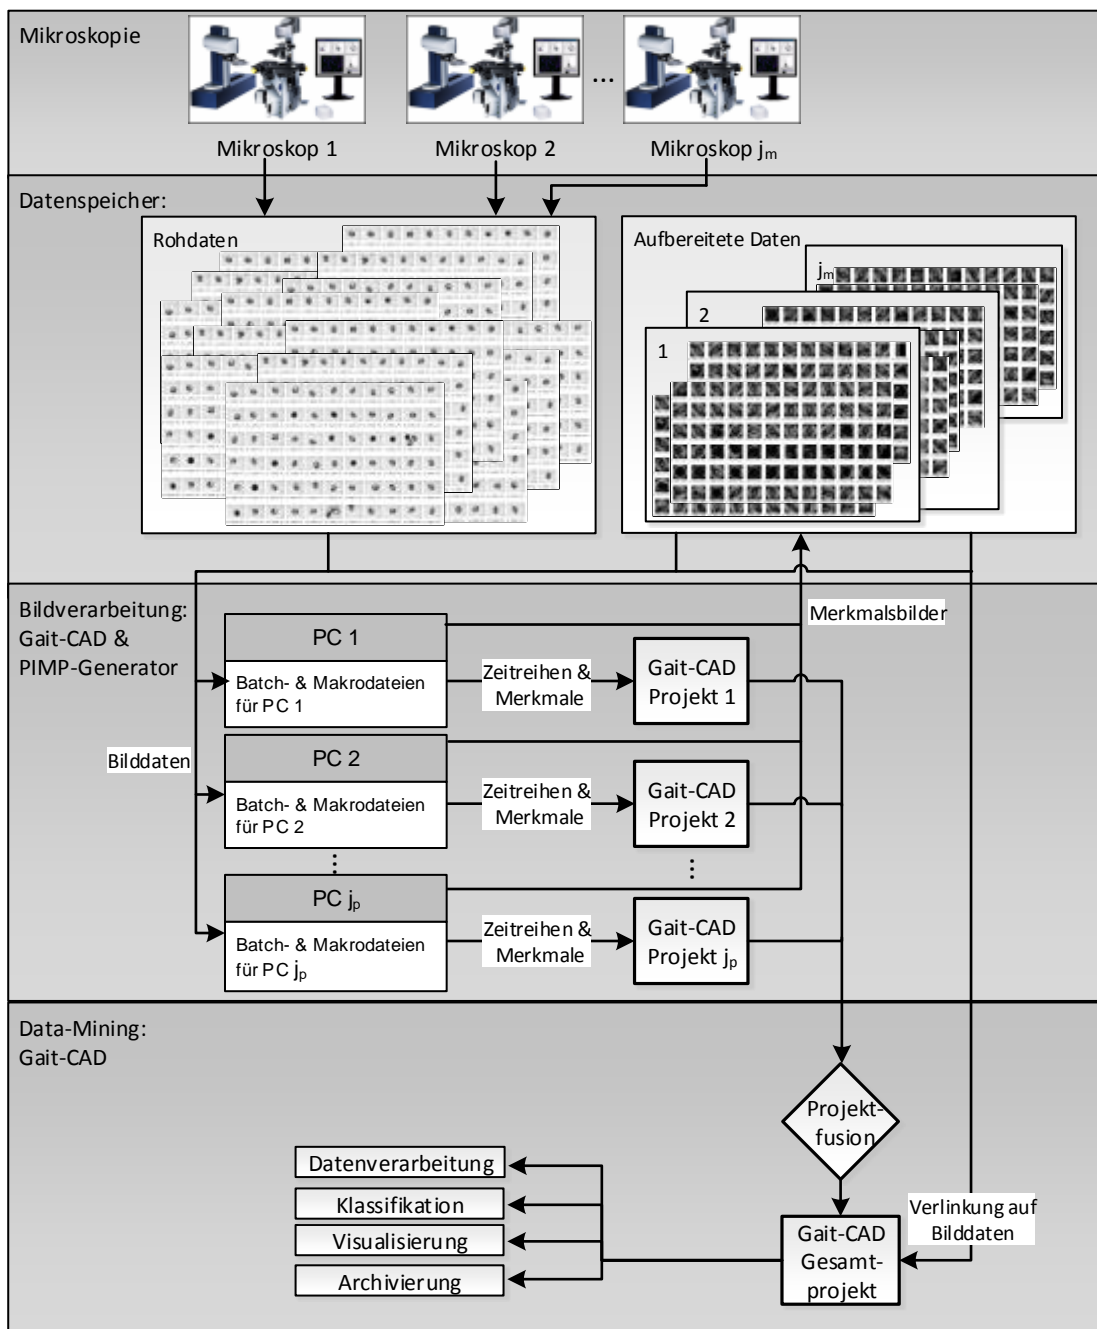 Mikroskopie
...
Mikroskop 1
Mikroskop 2
Mikroskop jm
Datenspeicher:
Rohdaten
Aufbereitete Daten
jm
2
1
Bildverarbeitung:
Gait-CAD &
PIMP-Generator
Merkmalsbilder
PC 1
Batch- & Makrodateien
für PC 1
Zeitreihen &
Merkmale
Gait-CAD
Projekt 1
Bilddaten
PC 2
Batch- & Makrodateien
für PC 2
Zeitreihen &
Merkmale
Gait-CAD
Projekt 2
...
...
PC jp
Batch- & Makrodateien
für PC jp
Zeitreihen &
Merkmale
Gait-CAD
Projekt jp
Data-Mining:
Gait-CAD
Projekt-
fusion
Datenverarbeitung
Klassifikation
Visualisierung
Archivierung
Gait-CAD
Gesamt-
projekt
Verlinkung auf
Bilddaten